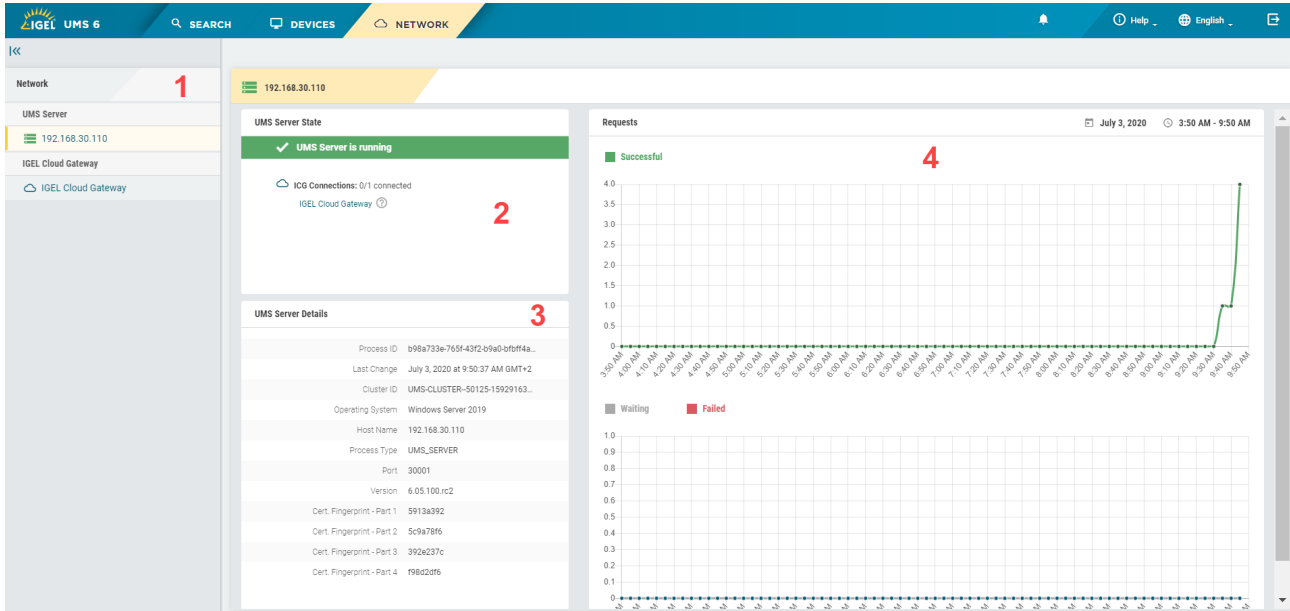 IGEL UMS 6
SEARCH
DEVICES
NETWORK
Help
English
Network
1
UMS Server
192.168.30.110
IGEL Cloud Gateway
IGEL Cloud Gateway
192.168.30.110
UMS Server State
UMS Server is running
ICG Connections: 0/1 connected
IGEL Cloud Gateway
2
UMS Server Details
3
Process ID b98a733e-765f-43f2-b9a0-bfbff4a...
Last Change July 3, 2020 at 9:50:37 AM GMT+2
Cluster ID UMS-CLUSTER--50125-15929163...
Operating System Windows Server 2019
Host Name 192.168.30.110
Process Type UMS_SERVER
Port 30001
Version 6.05.100.rc2
Cert. Fingerprint - Part 1 5913a392
Cert. Fingerprint - Part 2 5c9a78f6
Cert. Fingerprint - Part 3 392e237c
Cert. Fingerprint - Part 4 f98d2df6
Requests July 3, 2020 3:50 AM - 9:50 AM
Successful
4
4.0
3.5
3.0
2.5
2.0
1.5
1.0
0.5
0
3:50 AM 4:00 AM 4:10 AM 4:20 AM 4:30 AM 4:40 AM 4:50 AM 5:00 AM 5:10 AM 5:20 AM 5:30 AM 5:40 AM 5:50 AM 6:00 AM 6:10 AM 6:20 AM 6:30 AM 6:40 AM 6:50 AM 7:00 AM 7:10 AM 7:20 AM 7:30 AM 7:40 AM 7:50 AM 8:00 AM 8:10 AM 8:20 AM 8:30 AM 8:40 AM 8:50 AM 9:00 AM 9:10 AM 9:20 AM 9:30 AM 9:40 AM 9:50 AM
Waiting Failed
1.0
0.9
0.8
0.7
0.6
0.5
0.4
0.3
0.2
0.1
0